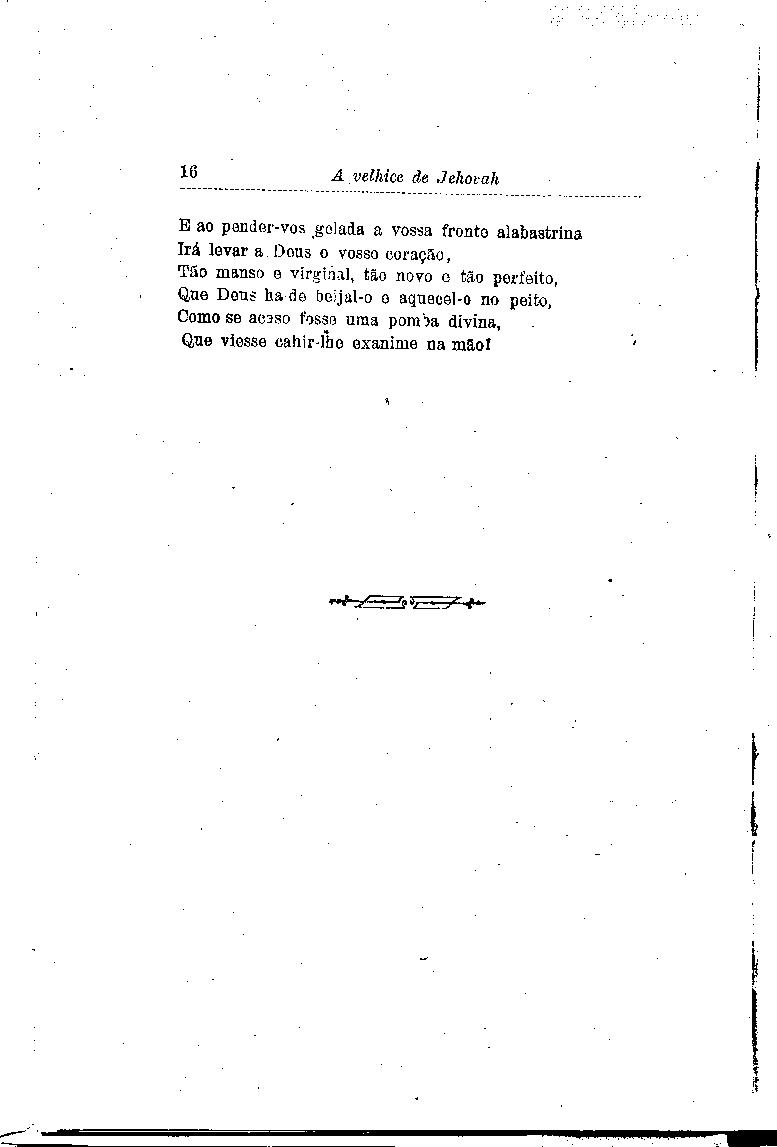 16 A velhice de Jehovah
E ao pender-vos gelada a vossa fronte alabastrina
Irá levar a Deus o vosso coração,
Tão manso e virginal, tão novo e tão perfeito,
Que Deus ha de beijal-o e aquecel-o no peito,
Como se acaso fosse uma pomba divina,
Que viesse cahir-lhe exanime na mão!